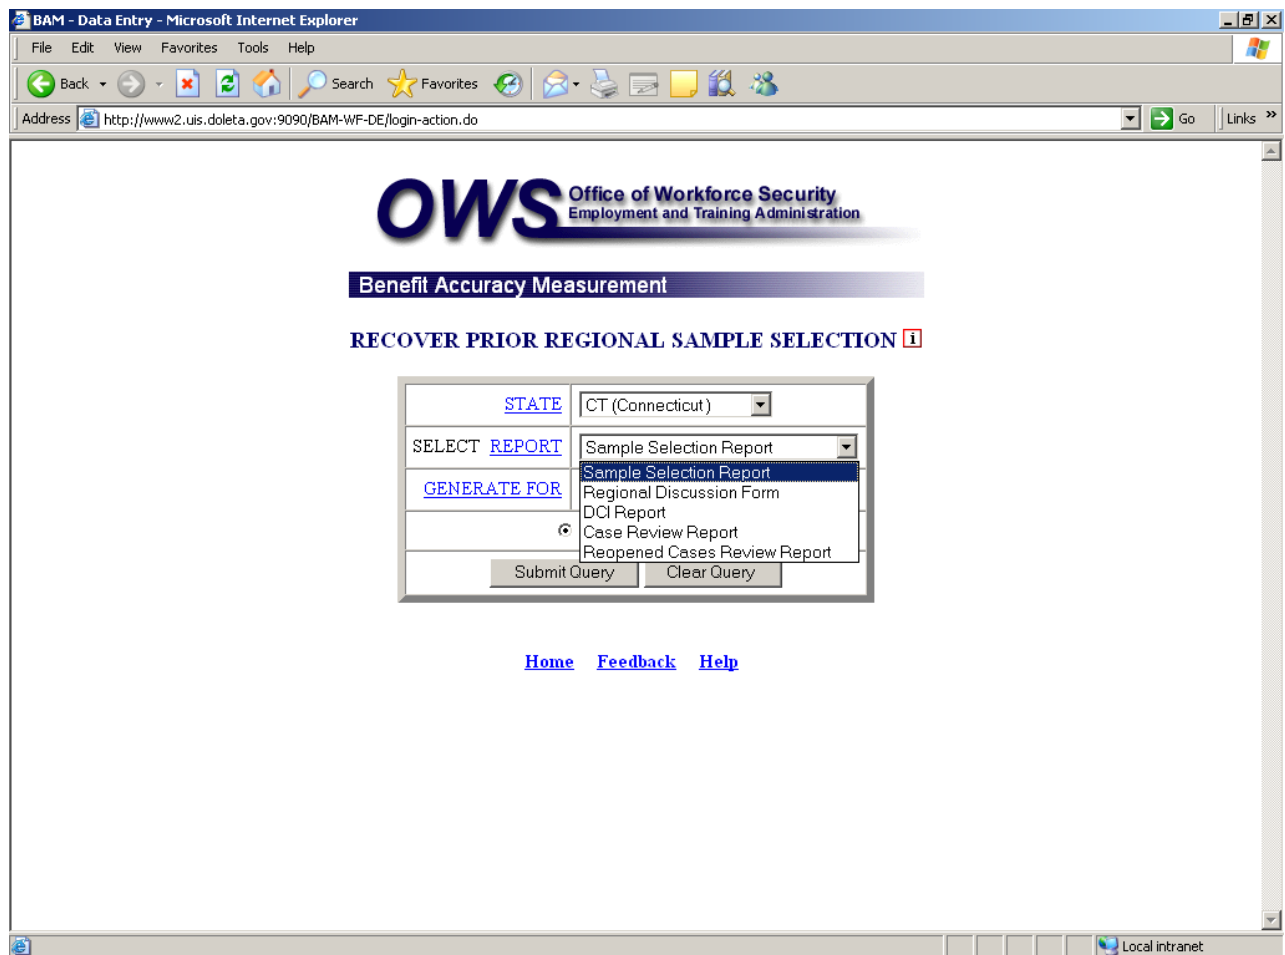 BAM - Data Entry - Microsoft Internet Explorer
File Edit View Favorites Tools Help
Back Search Favorites
Address http://www2.uis.doleta.gov:9090/BAM-WF-DE/login-action.do Go Links »
OWS Office of Workforce Security
Employment and Training Administration
Benefit Accuracy Measurement
RECOVER PRIOR REGIONAL SAMPLE SELECTION i
STATE CT (Connecticut)
SELECT REPORT Sample Selection Report
Sample Selection Report
GENERATE FOR Regional Discussion Form
DCI Report
Case Review Report
Reopened Cases Review Report
Submit Query Clear Query
Home Feedback Help
Local intranet